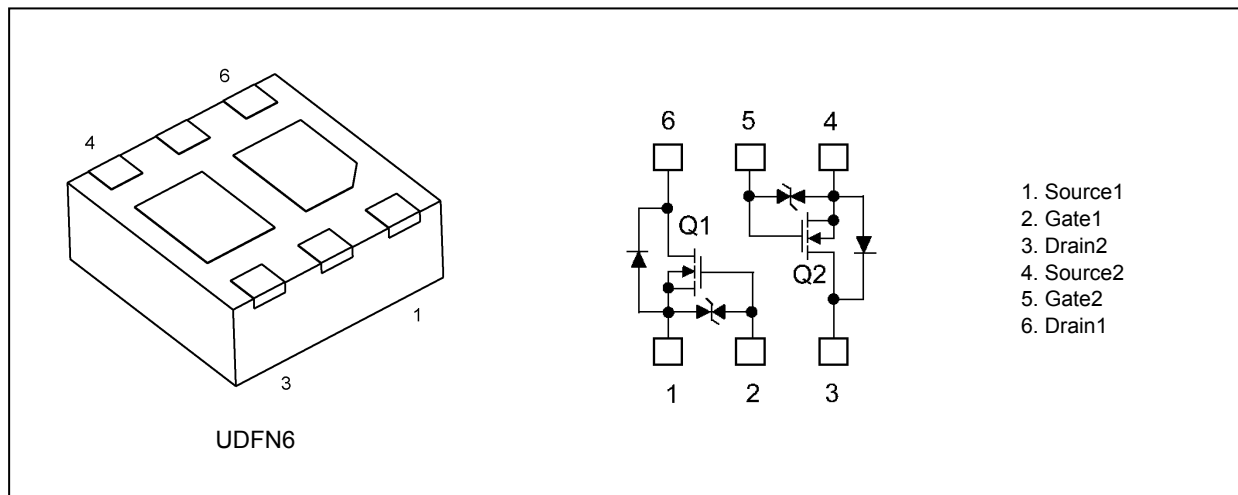 6
4
1
3
UDFN6
6 5 4
Q1
Q2
1 2 3
1. Source1
2. Gate1
3. Drain2
4. Source2
5. Gate2
6. Drain1